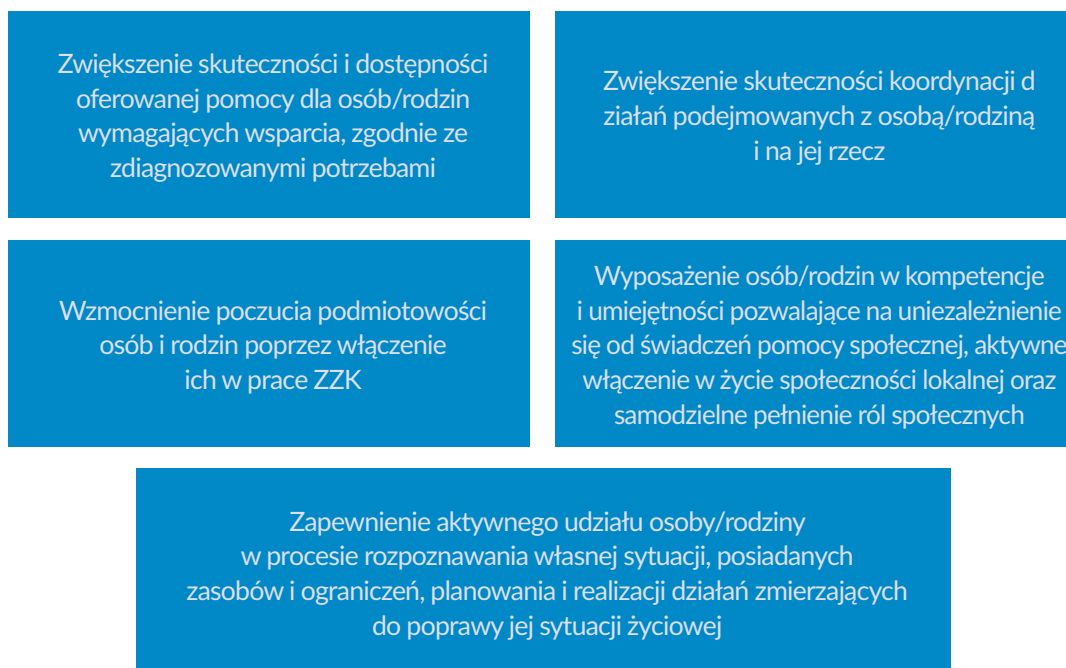 Zwiększenie skuteczności i dostępności
oferowanej pomocy dla osób/rodzin
wymagających wsparcia, zgodnie ze
zdiagnozowanymi potrzebami
Zwiększenie skuteczności koordynacji d
ziałań podejmowanych z osobą/rodziną
i na jej rzecz
Wzmocnienie poczucia podmiotowości
osób i rodzin poprzez włączenie
ich w prace ZZK
Wyposażenie osób/rodzin w kompetencje
i umiejętności pozwalające na uniezależnienie
się od świadczeń pomocy społecznej, aktywne
włączenie w życie społeczności lokalnej oraz
samodzielne pełnienie ról społecznych
Zapewnienie aktywnego udziału osoby/rodziny
w procesie rozpoznawania własnej sytuacji, posiadanych
zasobów i ograniczeń, planowania i realizacji działań zmierzających
do poprawy jej sytuacji życiowej